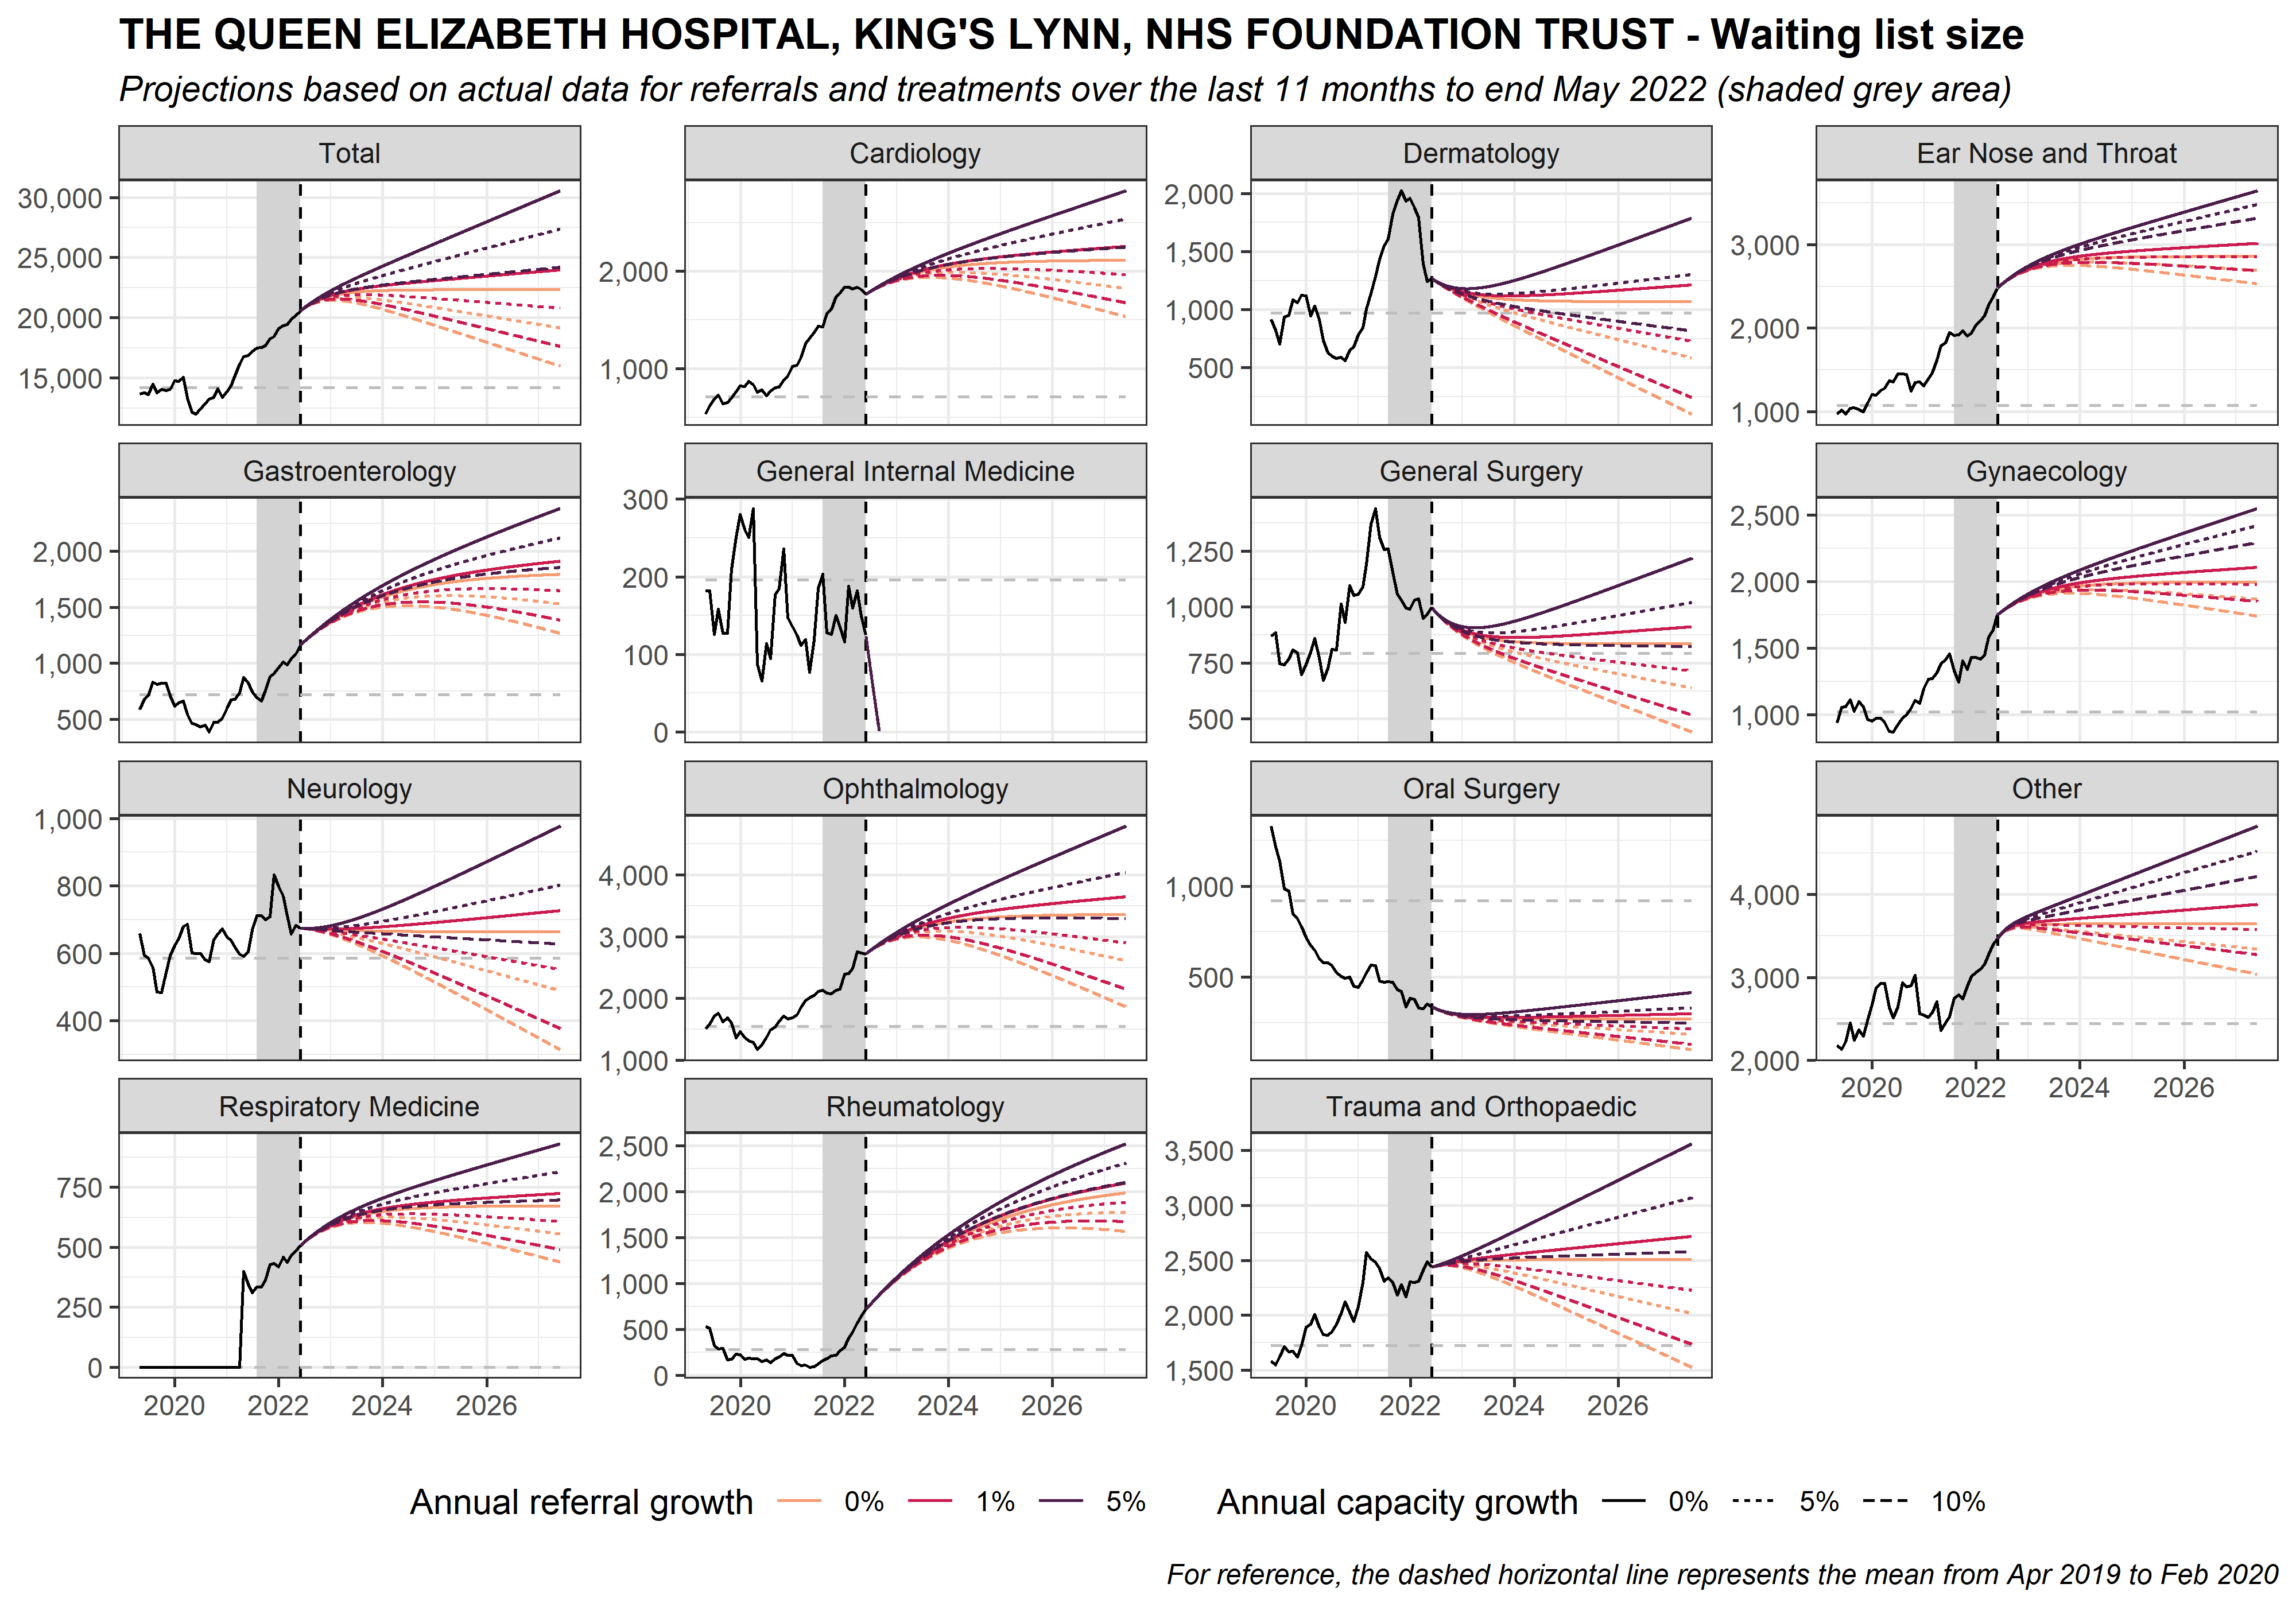 THE QUEEN ELIZABETH HOSPITAL, KING'S LYNN, NHS FOUNDATION TRUST - Waiting list size
Projections based on actual data for referrals and treatments over the last 11 months to end May 2022 (shaded grey area)
Total
30,000
25,000
20,000
15,000
Cardiology
2,000
1,000
Dermatology
2,000
1,500
1,000
500
Ear Nose and Throat
3,000
2,000
1,000
Gastroenterology
2,000
1,500
1,000
500
General Internal Medicine
300
200
100
0
General Surgery
1,250
1,000
750
500
Gynaecology
2,500
2,000
1,500
1,000
Neurology
1,000
800
600
400
Ophthalmology
4,000
3,000
2,000
1,000
Oral Surgery
1,000
500
Other
4,000
3,000
2,000
2020 2022 2024 2026
Respiratory Medicine
750
500
250
0
2020 2022 2024 2026
Rheumatology
2,500
2,000
1,500
1,000
500
0
2020 2022 2024 2026
Trauma and Orthopaedic
3,500
3,000
2,500
2,000
1,500
2020 2022 2024 2026
Annual referral growth 0% 1% 5% Annual capacity growth 0% 5% 10%
For reference, the dashed horizontal line represents the mean from Apr 2019 to Feb 2020